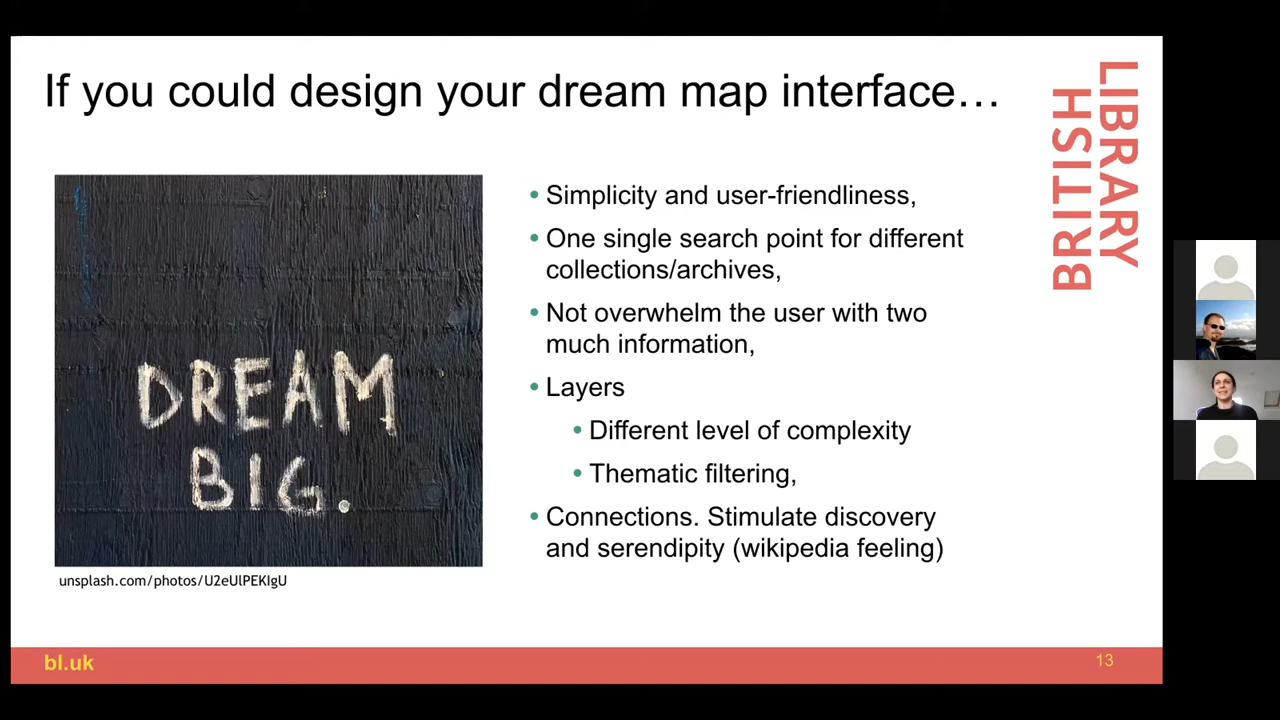 If you could design your dream map interface…
LIBRARY
BRITISH
DREAM
BIG.
unsplash.com/photos/U2eUlPEKIgU
• Simplicity and user-friendliness,
• One single search point for different
collections/archives,
• Not overwhelm the user with two
much information,
• Layers
• Different level of complexity
• Thematic filtering,
• Connections. Stimulate discovery
and serendipity (wikipedia feeling)
bl.uk
13